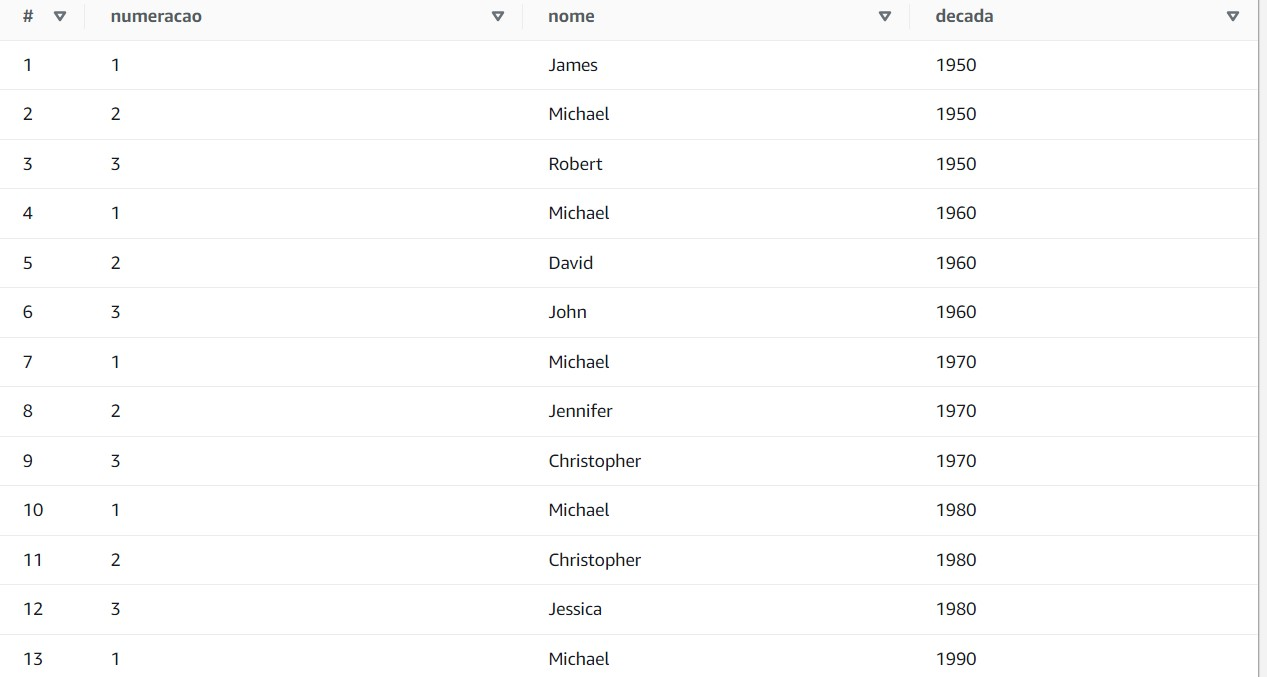 # numeracao nome decada
1 1 James 1950
2 2 Michael 1950
3 3 Robert 1950
4 1 Michael 1960
5 2 David 1960
6 3 John 1960
7 1 Michael 1970
8 2 Jennifer 1970
9 3 Christopher 1970
10 1 Michael 1980
11 2 Christopher 1980
12 3 Jessica 1980
13 1 Michael 1990